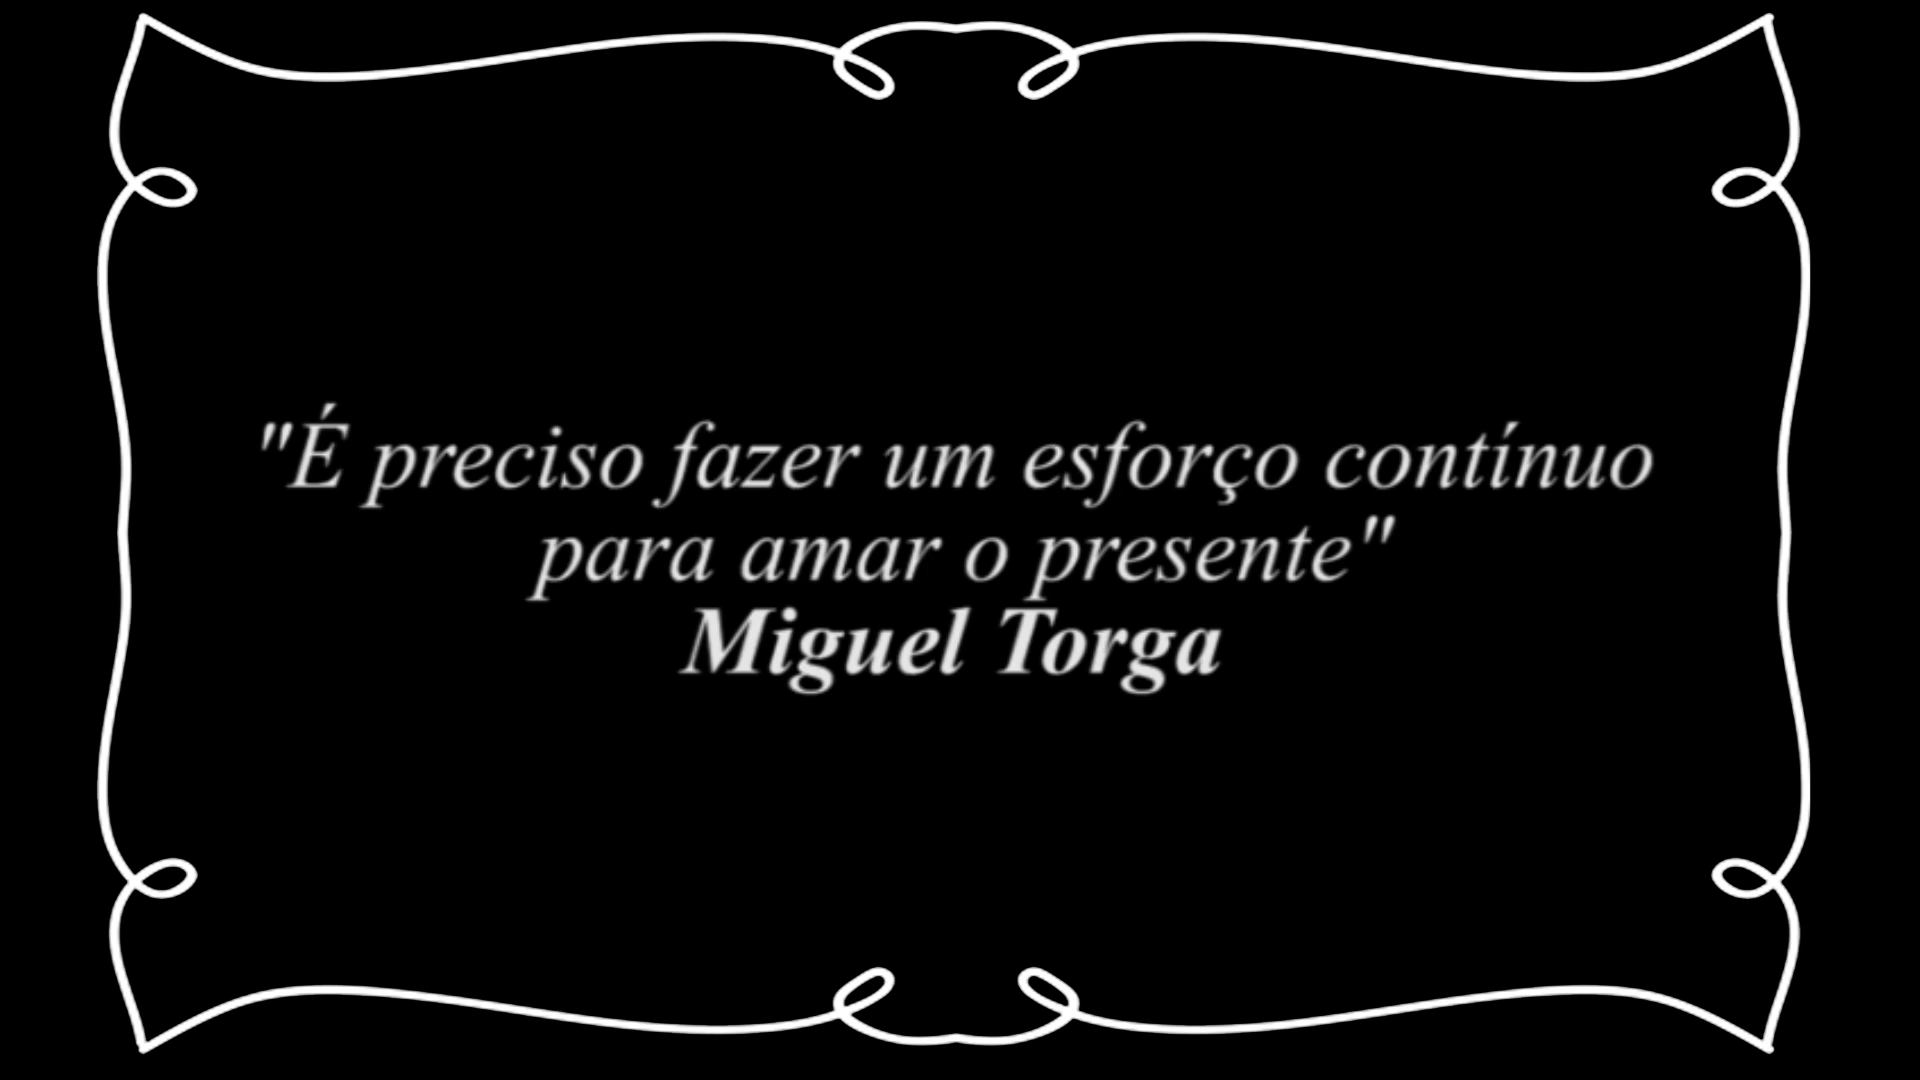 "É preciso fazer um esforço contínuo
para amar o presente"
Miguel Torga